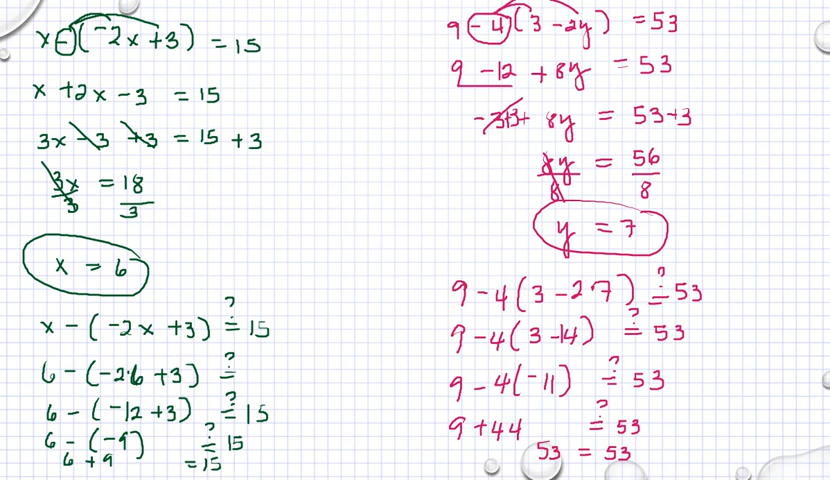 x - (-2x + 3) = 15
x + 2x - 3 = 15
3x - 3 + 3 = 15 + 3
3x/3 = 18/3
x = 6
x - (-2x + 3) ≟ 15
6 - (-2·6 + 3) ≟
6 - (-12 + 3) ≟ 15
6 - (-9) ≟ 15
6 + 9 = 15
9 - 4(3 - 2y) = 53
9 - 12 + 8y = 53
-3+3+ 8y = 53+3
8y/8 = 56/8
y = 7
9 - 4(3 - 2·7) ≟ 53
9 - 4(3 - 14) ≟ 53
9 - 4(-11) ≟ 53
9 + 44 ≟ 53
53 = 53